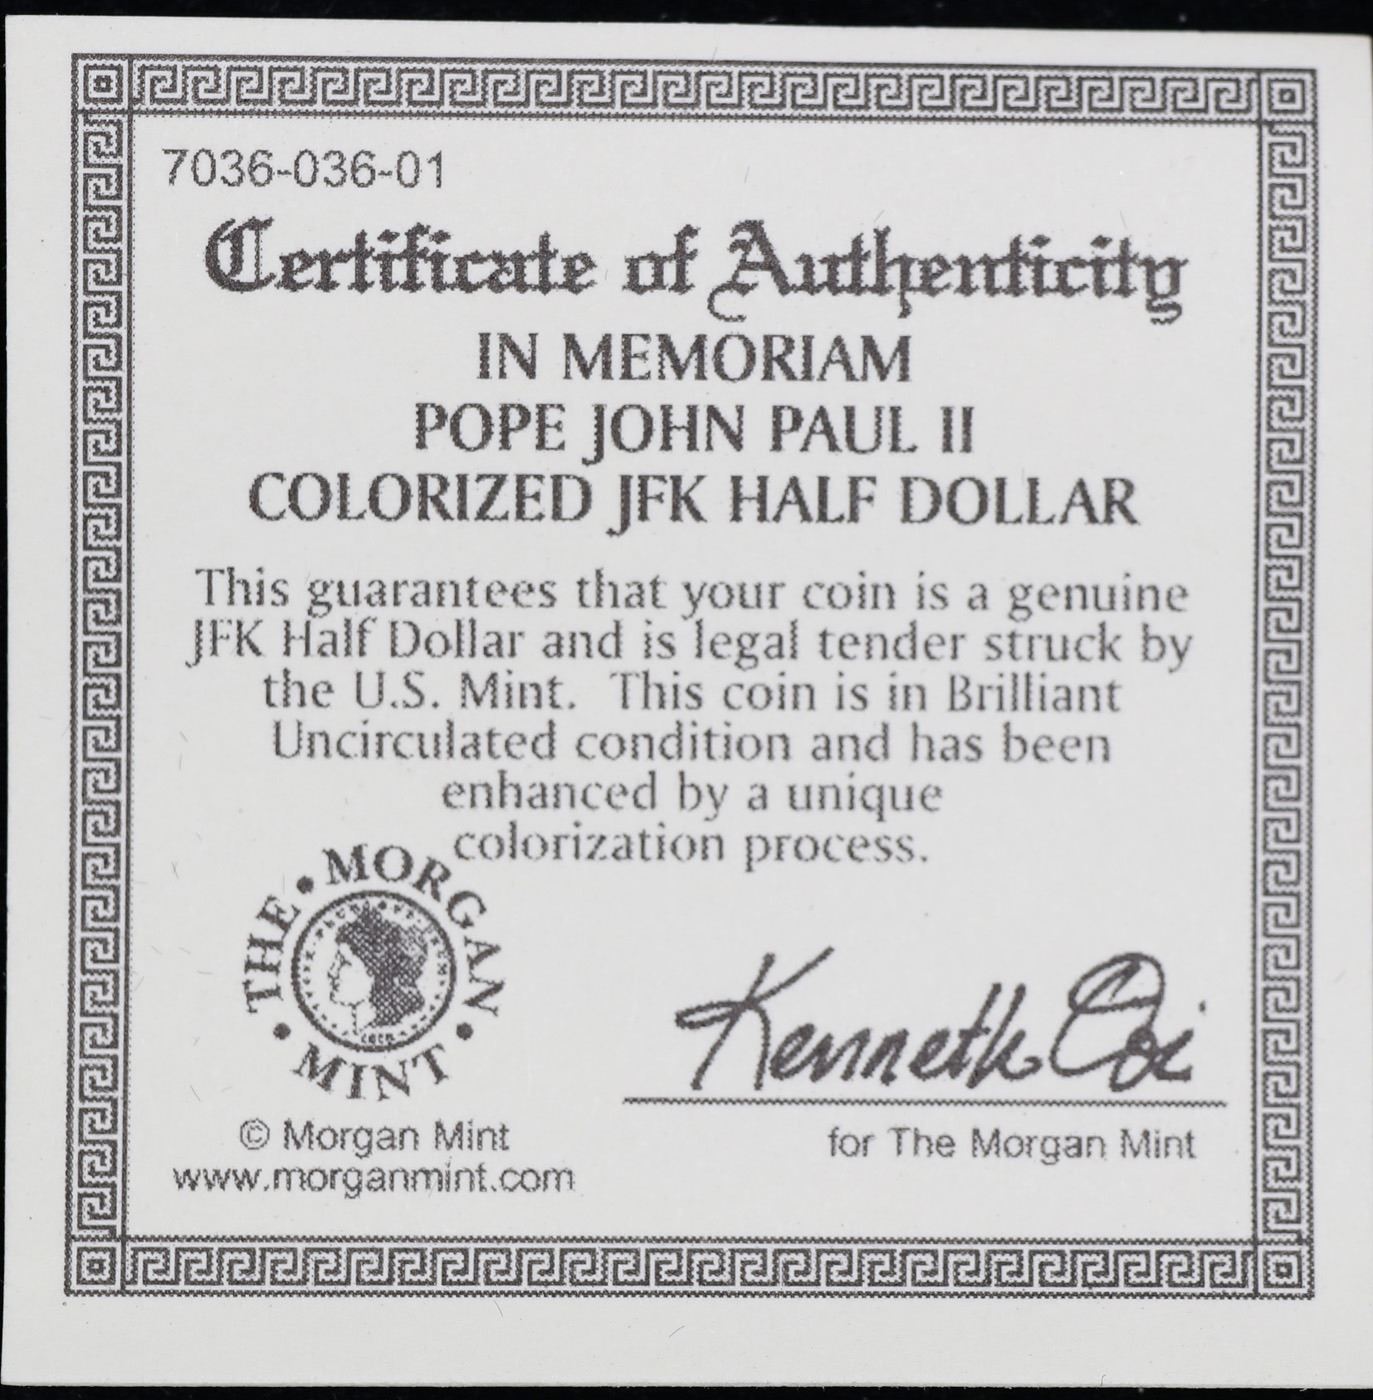 7036-036-01
Certificate of Authenticity
IN MEMORIAM
POPE JOHN PAUL II
COLORIZED JFK HALF DOLLAR
This guarantees that your coin is a genuine
JFK Half Dollar and is legal tender struck by
the U.S. Mint. This coin is in Brilliant
Uncirculated condition and has been
enhanced by a unique
colorization process.
THE • MORGAN • MINT •
Kenneth
for The Morgan Mint
© Morgan Mint
www.morganmint.com